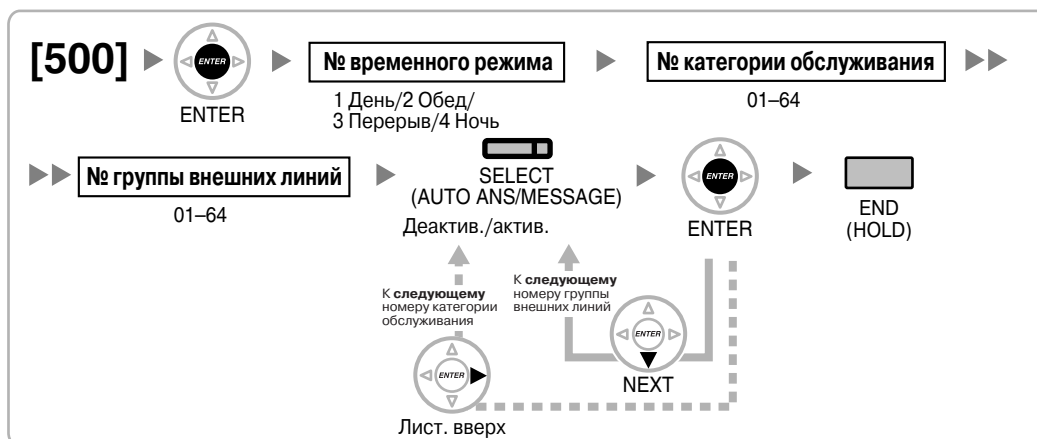 [500]
ENTER
ENTER
№ временного режима
1 День/2 Обед/
3 Перерыв/4 Ночь
№ категории обслуживания
01–64
№ группы внешних линий
01–64
SELECT
(AUTO ANS/MESSAGE)
Деактив./актив.
ENTER
ENTER
END
(HOLD)
К следующему
номеру категории
обслуживания
К следующему
номеру группы
внешних линий
ENTER
NEXT
ENTER
Лист. вверх